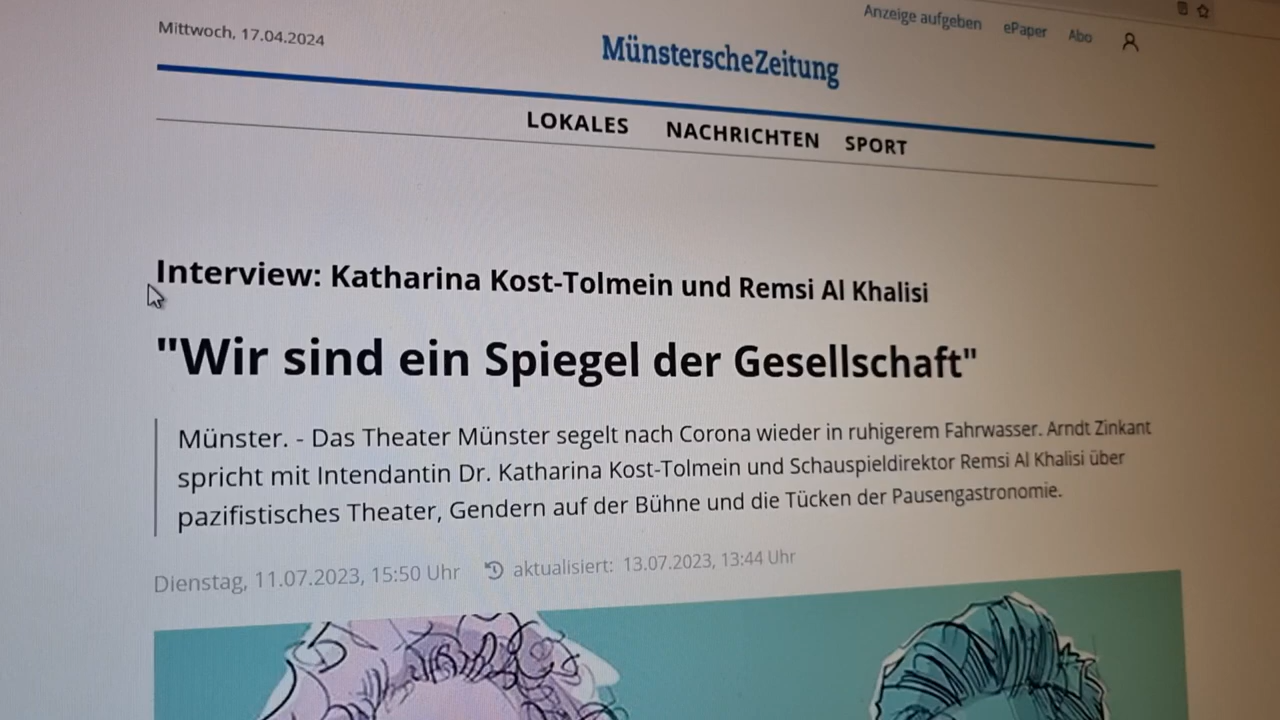 Mittwoch, 17.04.2024
Anzeige aufgeben ePaper Abo
MünsterscheZeitung
LOKALES NACHRICHTEN SPORT
Interview: Katharina Kost-Tolmein und Remsi Al Khalisi
"Wir sind ein Spiegel der Gesellschaft"
Münster. - Das Theater Münster segelt nach Corona wieder in ruhigerem Fahrwasser. Arndt Zinkant
spricht mit Intendantin Dr. Katharina Kost-Tolmein und Schauspieldirektor Remsi Al Khalisi über
pazifistisches Theater, Gendern auf der Bühne und die Tücken der Pausengastronomie.
Dienstag, 11.07.2023, 15:50 Uhr aktualisiert: 13.07.2023, 13:44 Uhr